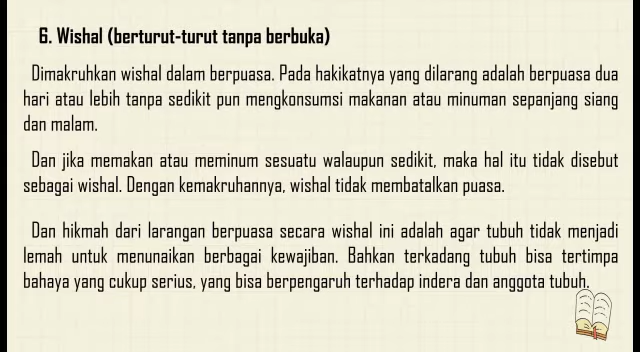 6. Wishal (berturut-turut tanpa berbuka)
Dimakruhkan wishal dalam berpuasa. Pada hakikatnya yang dilarang adalah berpuasa dua
hari atau lebih tanpa sedikit pun mengkonsumsi makanan atau minuman sepanjang siang
dan malam.
Dan jika memakan atau meminum sesuatu walaupun sedikit, maka hal itu tidak disebut
sebagai wishal. Dengan kemakruhannya, wishal tidak membatalkan puasa.
Dan hikmah dari larangan berpuasa secara wishal ini adalah agar tubuh tidak menjadi
lemah untuk menunaikan berbagai kewajiban. Bahkan terkadang tubuh bisa tertimpa
bahaya yang cukup serius, yang bisa berpengaruh terhadap indera dan anggota tubuh.